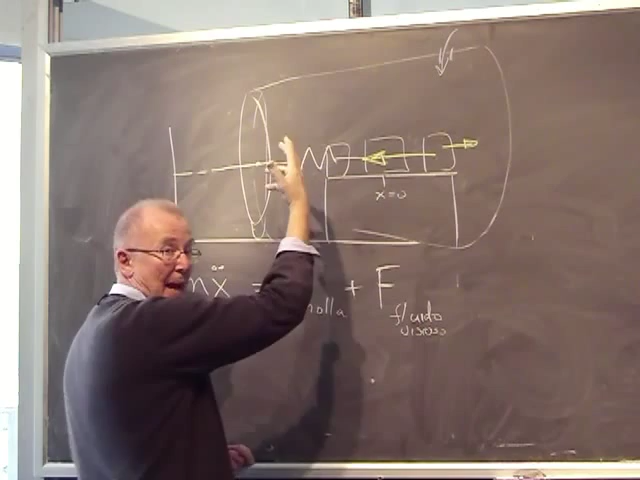 x=0
mẍ = + F
molla
fluido
viscoso